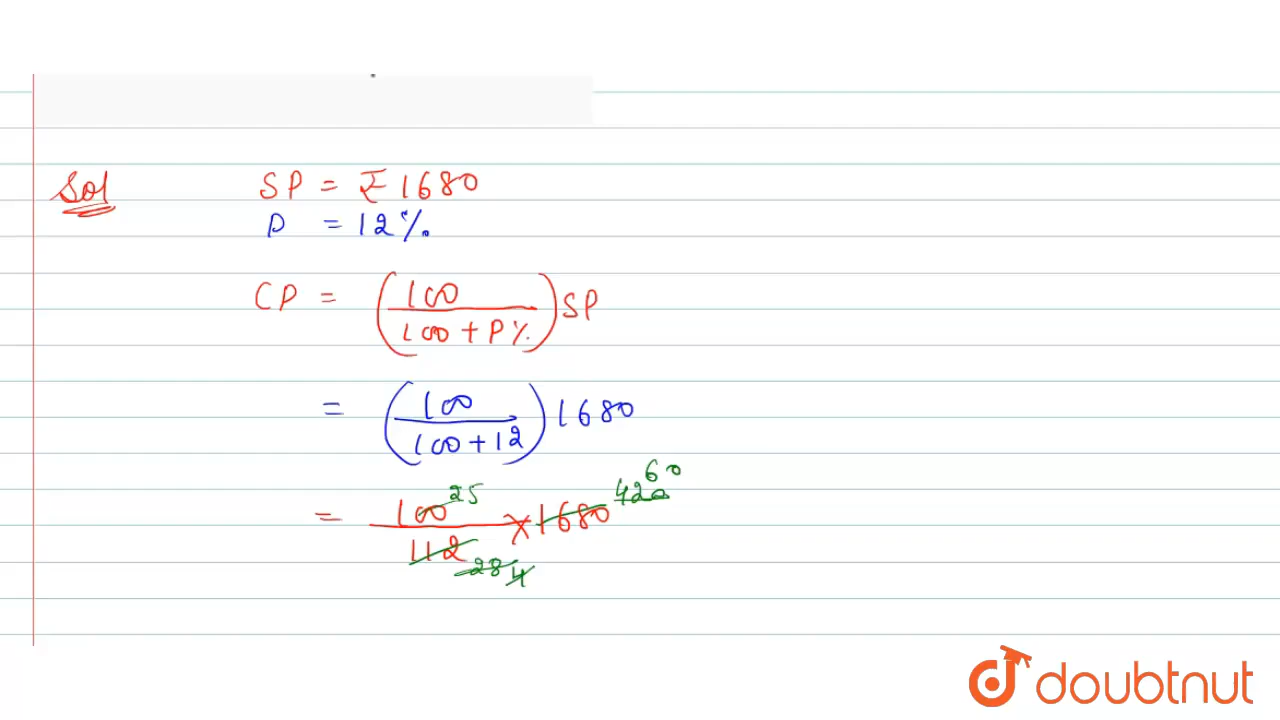 Sol SP = ₹ 1680
P = 12%
CP = (100 / 100 + P%) SP
= (100 / 100 + 12) 1680
= 100 25 / 112 28 4 × 1680 420 60
doubtnut